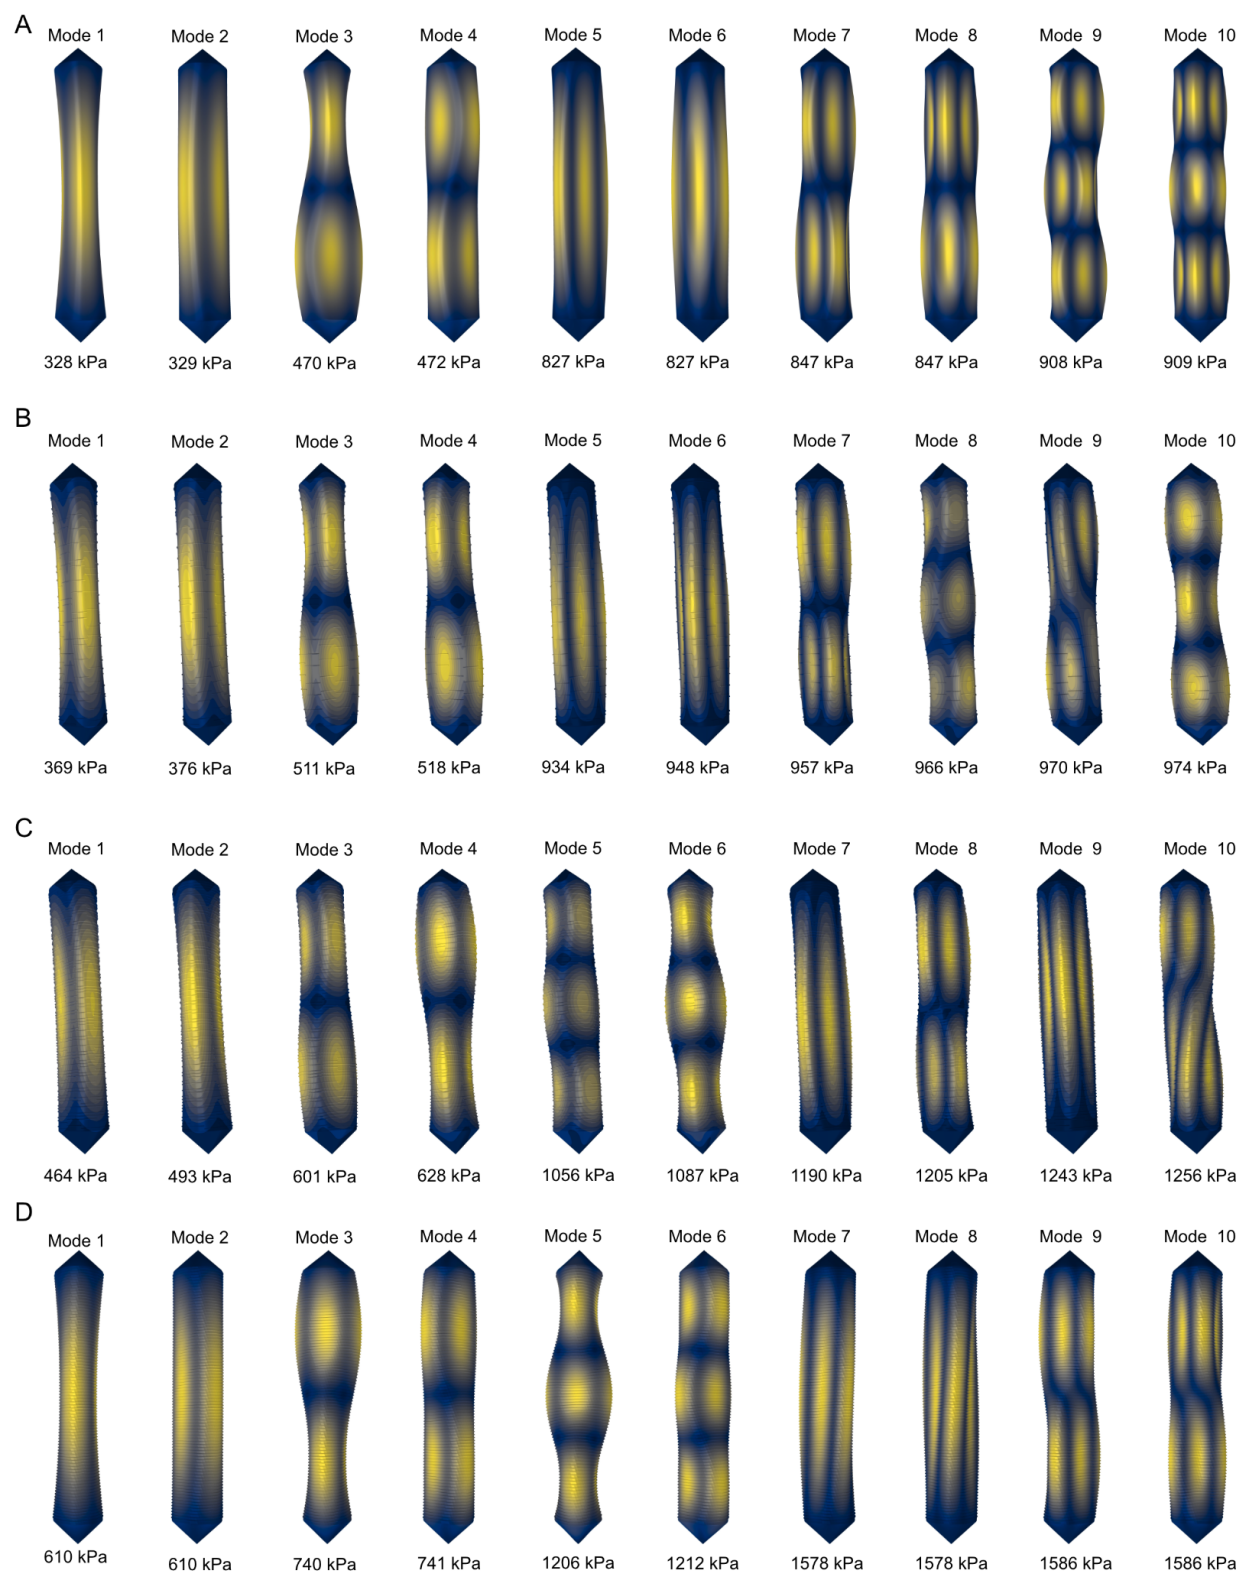 A
Mode 1 Mode 2 Mode 3 Mode 4 Mode 5 Mode 6 Mode 7 Mode 8 Mode 9 Mode 10
328 kPa 329 kPa 470 kPa 472 kPa 827 kPa 827 kPa 847 kPa 847 kPa 908 kPa 909 kPa
B
Mode 1 Mode 2 Mode 3 Mode 4 Mode 5 Mode 6 Mode 7 Mode 8 Mode 9 Mode 10
369 kPa 376 kPa 511 kPa 518 kPa 934 kPa 948 kPa 957 kPa 966 kPa 970 kPa 974 kPa
C
Mode 1 Mode 2 Mode 3 Mode 4 Mode 5 Mode 6 Mode 7 Mode 8 Mode 9 Mode 10
464 kPa 493 kPa 601 kPa 628 kPa 1056 kPa 1087 kPa 1190 kPa 1205 kPa 1243 kPa 1256 kPa
D
Mode 1 Mode 2 Mode 3 Mode 4 Mode 5 Mode 6 Mode 7 Mode 8 Mode 9 Mode 10
610 kPa 610 kPa 740 kPa 741 kPa 1206 kPa 1212 kPa 1578 kPa 1578 kPa 1586 kPa 1586 kPa